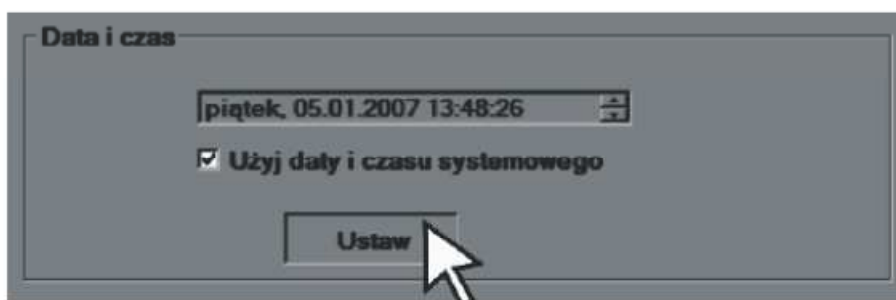 Data i czas
piątek, 05.01.2007 13:48:26
Użyj daty i czasu systemowego
Ustaw